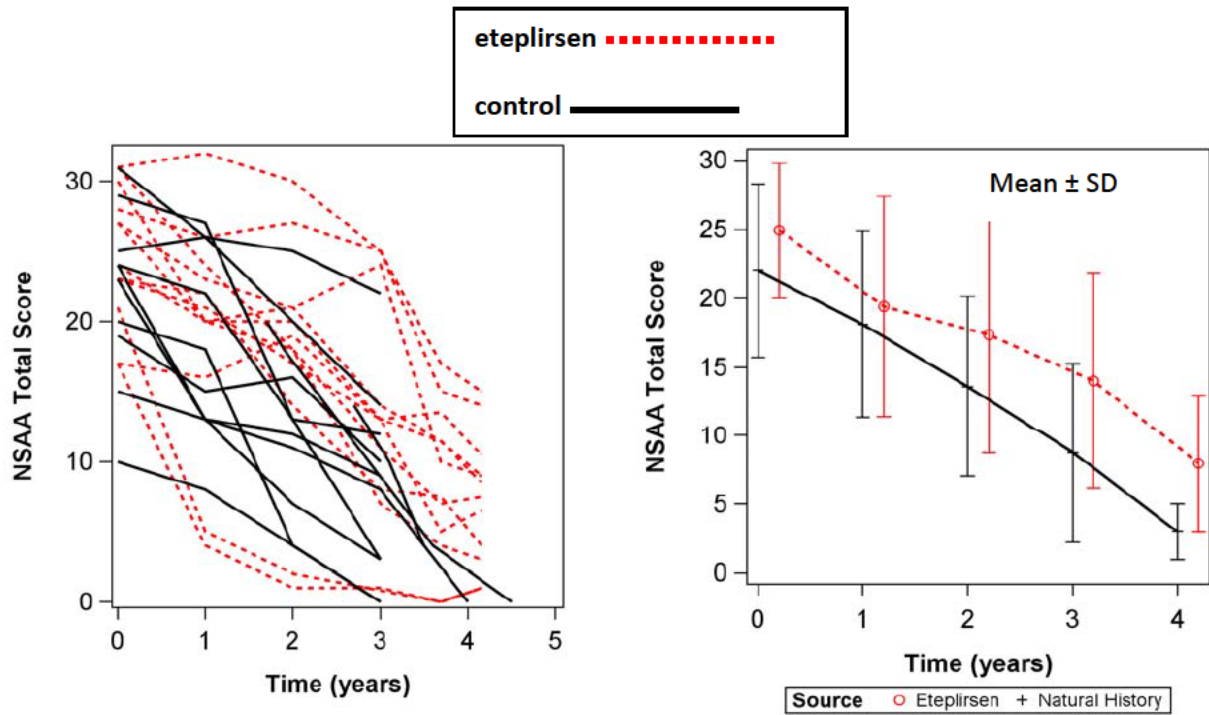 eteplirsen
control
NSAA Total Score
30
20
10
0
0 1 2 3 4 5
Time (years)
Mean ± SD
NSAA Total Score
30
25
20
15
10
5
0
0 1 2 3 4
Time (years)
Source Eteplirsen Natural History